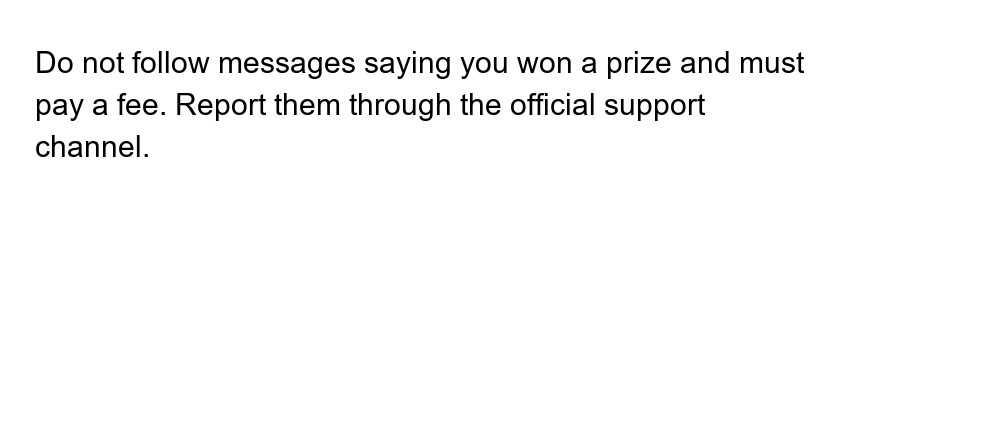 Do not follow messages saying you won a prize and must
pay a fee. Report them through the official support
channel.